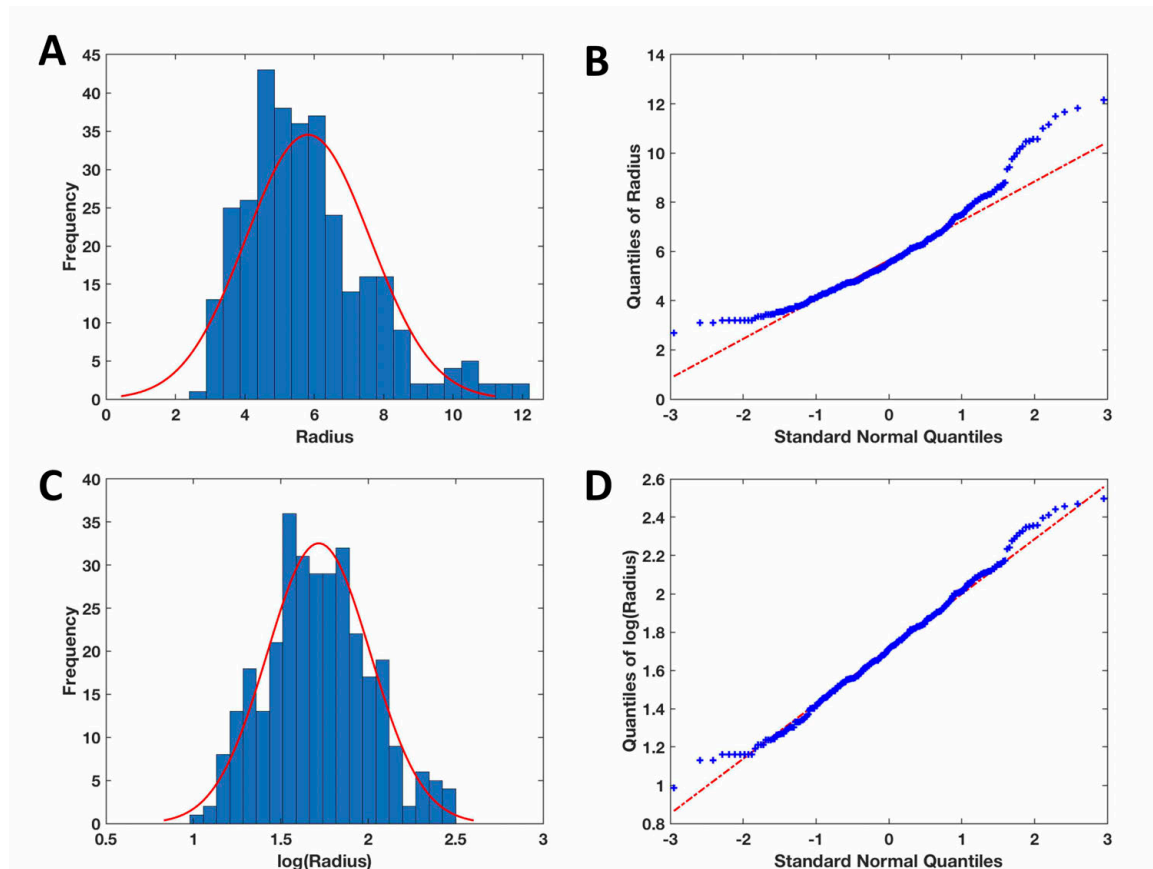 A
45
40
35
30
25
20
15
10
5
0
Frequency
0 2 4 6 8 10 12
Radius
B
14
12
10
8
6
4
2
0
Quantiles of Radius
-3 -2 -1 0 1 2 3
Standard Normal Quantiles
C
40
35
30
25
20
15
10
5
0
Frequency
0.5 1 1.5 2 2.5 3
log(Radius)
D
2.6
2.4
2.2
2
1.8
1.6
1.4
1.2
1
0.8
Quantiles of log(Radius)
-3 -2 -1 0 1 2 3
Standard Normal Quantiles